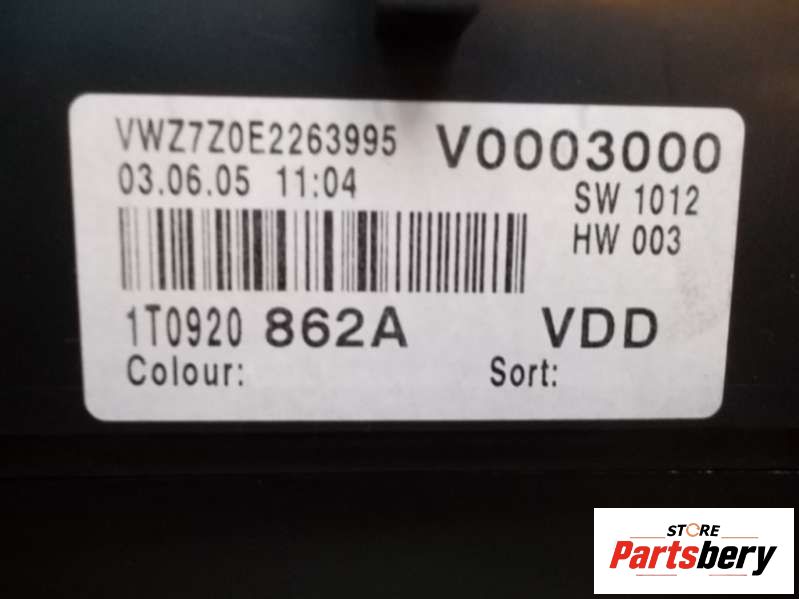 VWZ7Z0E2263995 V0003000
03.06.05 11:04 SW 1012
HW 003
1T0920 862A VDD
Colour: Sort:
STORE
Partsbery